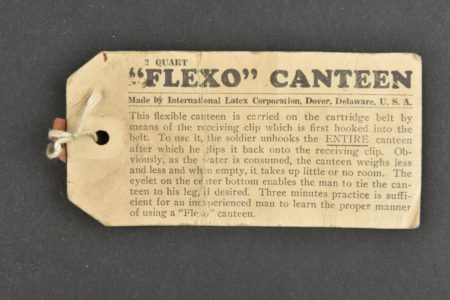 2 QUART
"FLEXO" CANTEEN
Made by International Latex Corporation, Dover, Delaware, U. S. A.
This flexible canteen is carried on the cartridge belt by
means of the receiving clip which is first hooked into the
belt. To use it, the soldier unhooks the ENTIRE canteen
after which he clips it back onto the receiving clip. Ob-
viously, as the water is consumed, the canteen weighs less
and less and when empty, it takes up little or no room. The
eyelet on the center bottom enables the man to tie the can-
teen to his leg, if desired. Three minutes practice is suffi-
cient for an inexperienced man to learn the proper manner
of using a "Flexo" canteen.